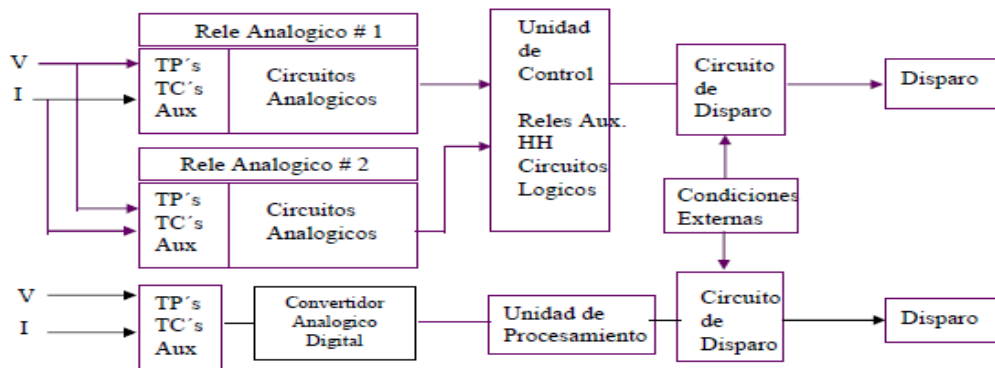 Rele Analogico # 1
V
I
TP´s
TC´s
Aux
Circuitos
Analogicos
Rele Analogico # 2
TP´s
TC´s
Aux
Circuitos
Analogicos
Unidad
de
Control
Reles Aux.
HH
Circuitos
Logicos
Circuito
de
Disparo
Disparo
Condiciones
Externas
V
I
TP´s
TC´s
Aux
Convertidor
Analogico
Digital
Unidad de
Procesamiento
Circuito
de
Disparo
Disparo